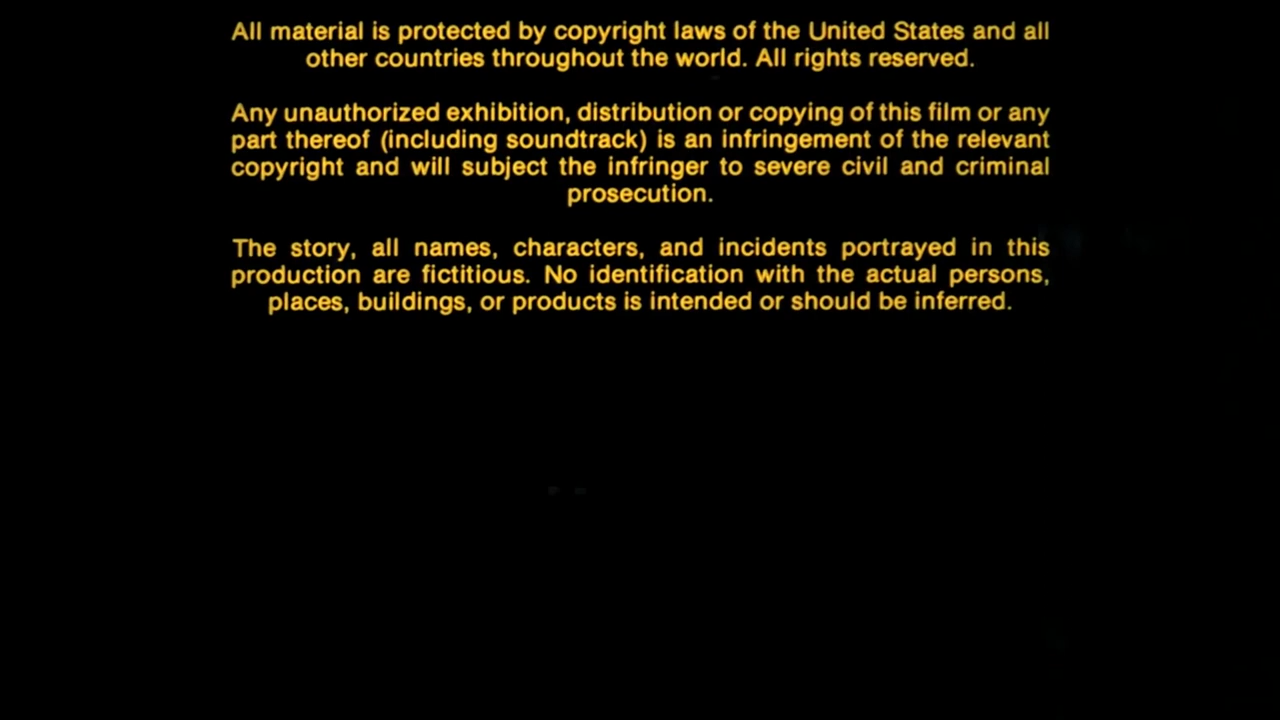 All material is protected by copyright laws of the United States and all
other countries throughout the world. All rights reserved.
Any unauthorized exhibition, distribution or copying of this film or any
part thereof (including soundtrack) is an infringement of the relevant
copyright and will subject the infringer to severe civil and criminal
prosecution.
The story, all names, characters, and incidents portrayed in this
production are fictitious. No identification with the actual persons,
places, buildings, or products is intended or should be inferred.